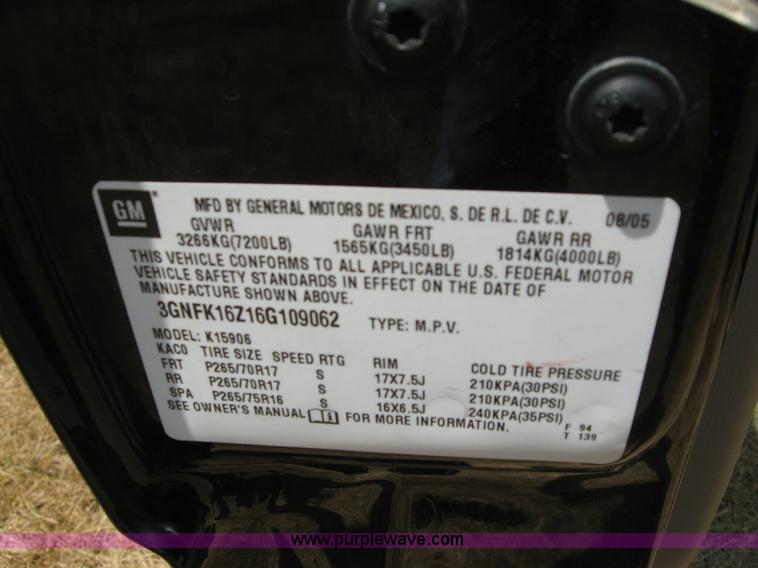 GM
MFD BY GENERAL MOTORS DE MEXICO, S. DE R.L. DE C.V. 08/05
GVWR GAWR FRT GAWR RR
3266KG(7200LB) 1565KG(3450LB) 1814KG(4000LB)
THIS VEHICLE CONFORMS TO ALL APPLICABLE U.S. FEDERAL MOTOR
VEHICLE SAFETY STANDARDS IN EFFECT ON THE DATE OF
MANUFACTURE SHOWN ABOVE.
3GNFK16Z16G109062 TYPE: M.P.V.
MODEL: K15906
KACO TIRE SIZE SPEED RTG RIM COLD TIRE PRESSURE
FRT P265/70R17 S 17X7.5J 210KPA(30PSI)
RR P265/70R17 S 17X7.5J 210KPA(30PSI)
SPA P265/75R16 S 16X6.5J 240KPA(35PSI)
SEE OWNER'S MANUAL FOR MORE INFORMATION.
F 94
T 139
www.purplewave.com